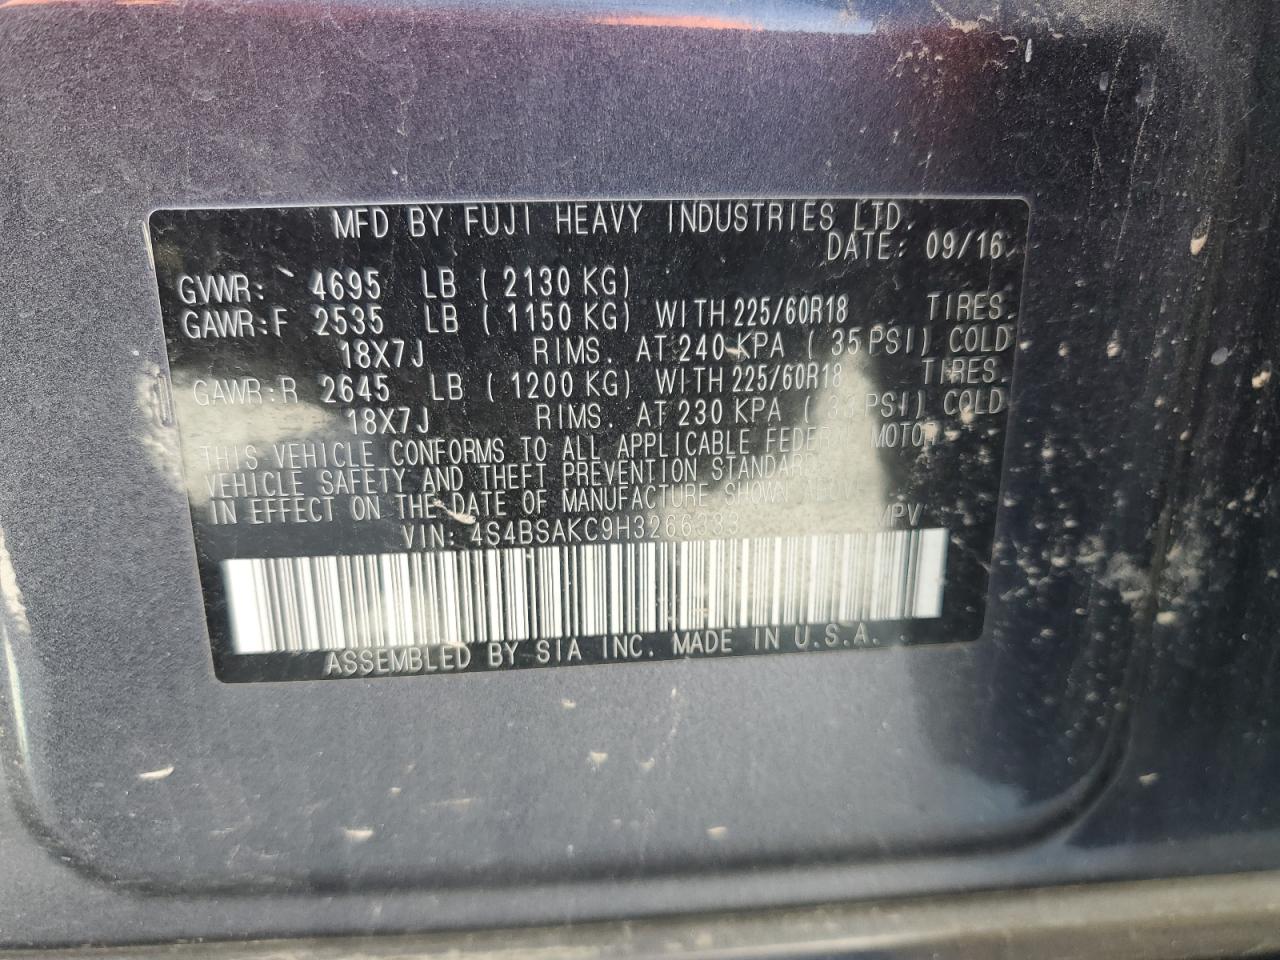 MFD BY FUJI HEAVY INDUSTRIES LTD.
DATE: 09/16
GVWR: 4695 LB ( 2130 KG)
GAWR:F 2535 LB ( 1150 KG) WITH 225/60R18 TIRES.
18X7J RIMS. AT 240 KPA ( 35 PSI) COLD
GAWR:R 2645 LB ( 1200 KG) WITH 225/60R18 TIRES.
18X7J RIMS. AT 230 KPA ( 33 PSI) COLD
THIS VEHICLE CONFORMS TO ALL APPLICABLE FEDERAL MOTOR
VEHICLE SAFETY AND THEFT PREVENTION STANDARDS
IN EFFECT ON THE DATE OF MANUFACTURE SHOWN ABOVE
VIN: 4S4BSAKC9H3266333 MPV
ASSEMBLED BY SIA INC. MADE IN U.S.A.